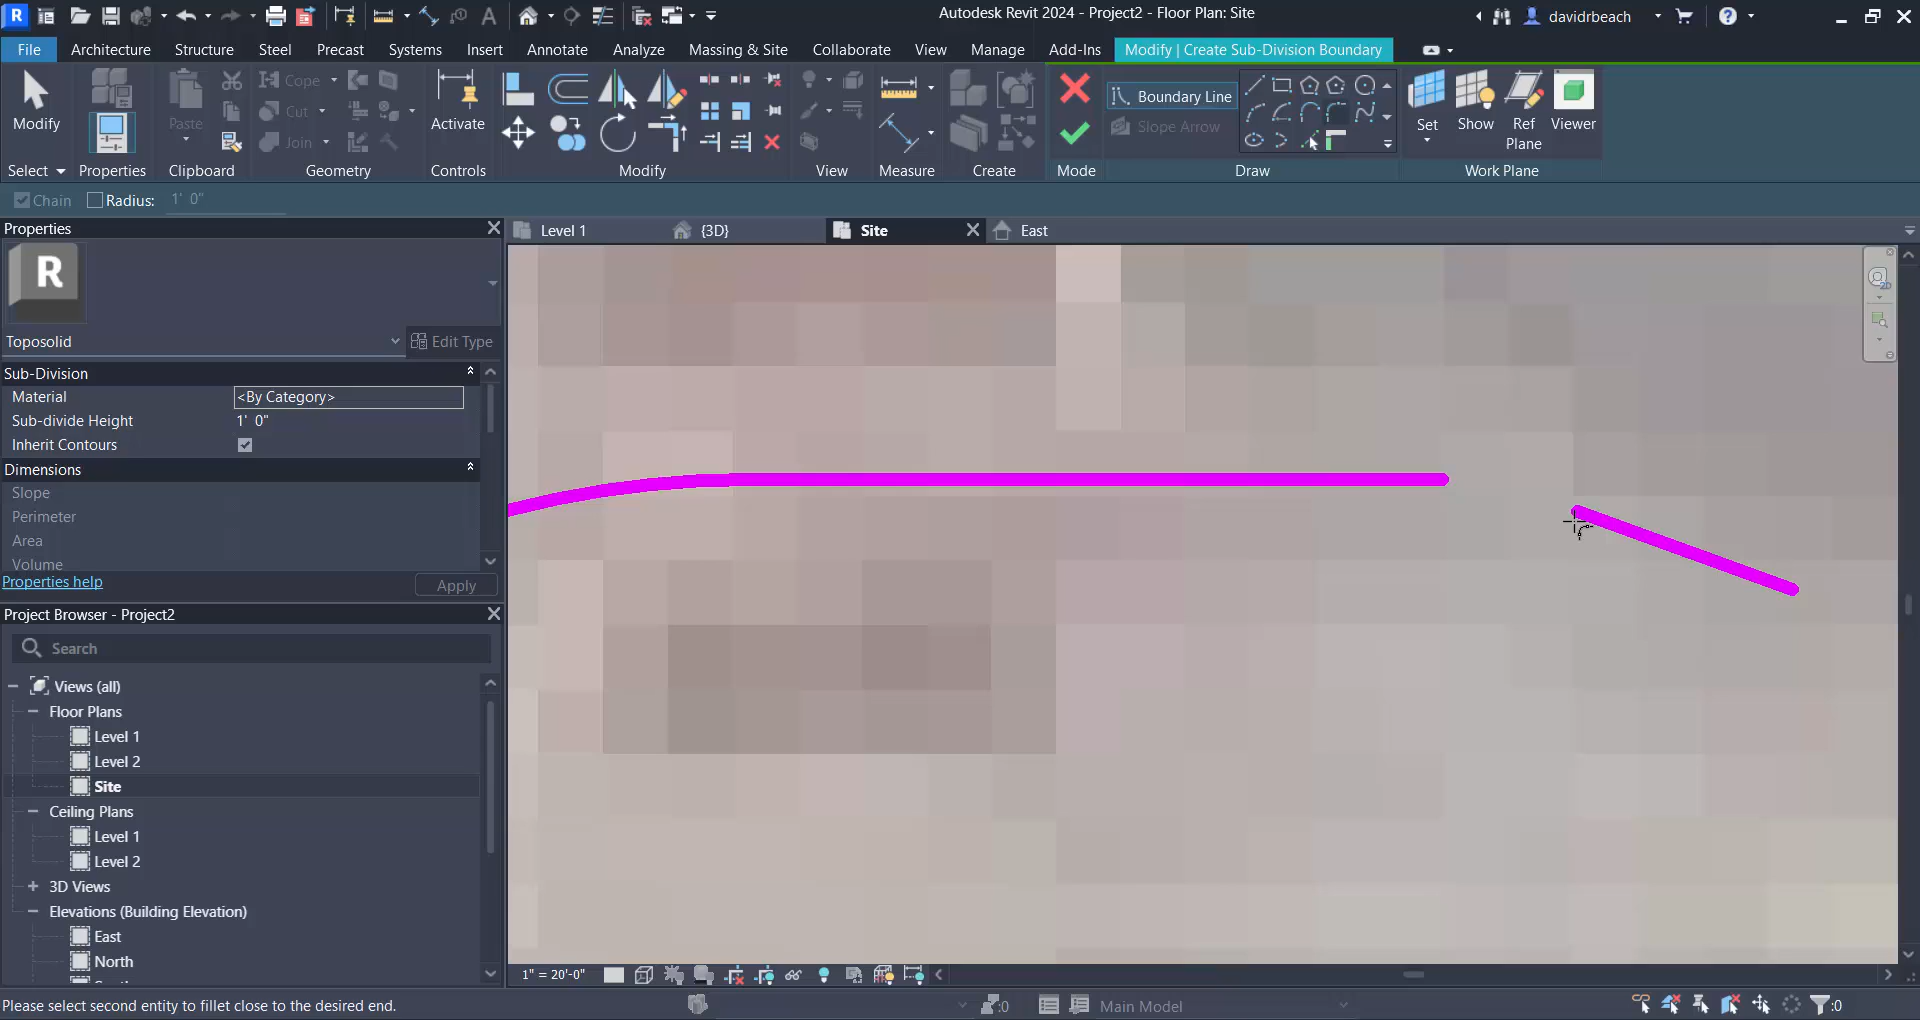 Autodesk Revit 2024 - Project2 - Floor Plan: Site
davidrbeach
File
Architecture
Structure
Steel
Precast
Systems
Insert
Annotate
Analyze
Massing & Site
Collaborate
View
Manage
Add-Ins
Modify | Create Sub-Division Boundary
Modify
Paste
Cope
Cut
Join
Activate
Boundary Line
Slope Arrow
Set
Show
Ref
Plane
Viewer
Select
Properties
Clipboard
Geometry
Controls
Modify
View
Measure
Create
Mode
Draw
Work Plane
Chain
Radius:
1' 0"
Properties
Level 1
{3D}
Site
East
R
Toposolid
Edit Type
Sub-Division
Material
<By Category>
Sub-divide Height
1' 0"
Inherit Contours
Dimensions
Slope
Perimeter
Area
Volume
Properties help
Apply
Project Browser - Project2
Search
Views (all)
Floor Plans
Level 1
Level 2
Site
Ceiling Plans
Level 1
Level 2
3D Views
Elevations (Building Elevation)
East
North
1" = 20'-0"
Please select second entity to fillet close to the desired end.
:0
Main Model
:0